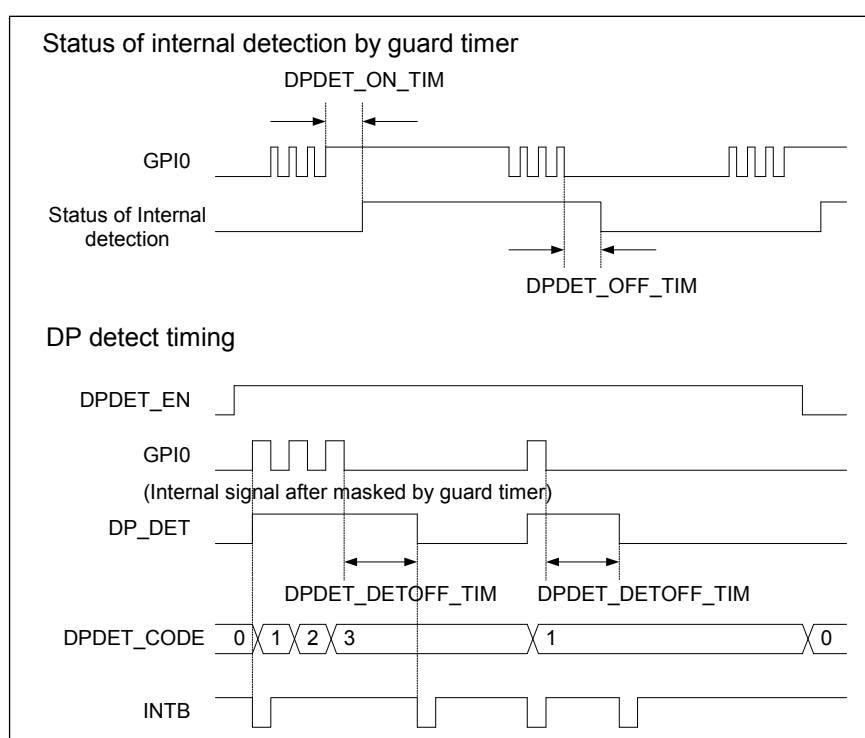 Status of internal detection by guard timer
DPDET_ON_TIM
GPI0
Status of Internal
detection
DPDET_OFF_TIM
DP detect timing
DPDET_EN
GPI0
(Internal signal after masked by guard timer)
DP_DET
DPDET_DETOFF_TIM DPDET_DETOFF_TIM
DPDET_CODE 0 1 2 3 1 0
INTB